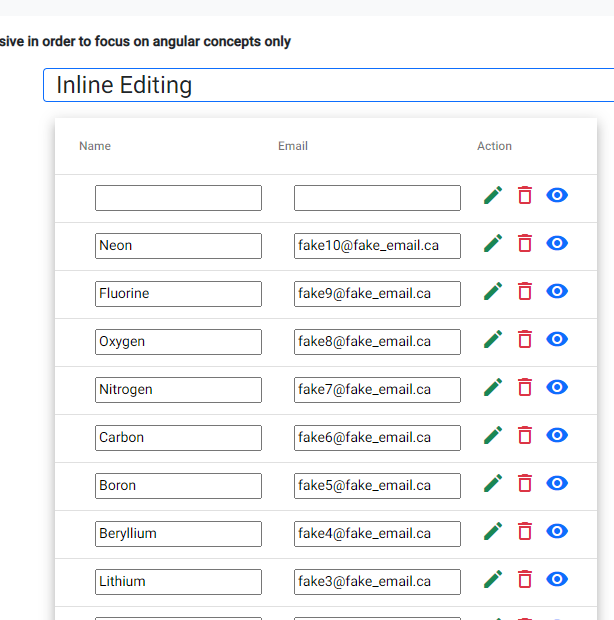 sive in order to focus on angular concepts only
Inline Editing
Name Email Action
Neon fake10@fake_email.ca
Fluorine fake9@fake_email.ca
Oxygen fake8@fake_email.ca
Nitrogen fake7@fake_email.ca
Carbon fake6@fake_email.ca
Boron fake5@fake_email.ca
Beryllium fake4@fake_email.ca
Lithium fake3@fake_email.ca